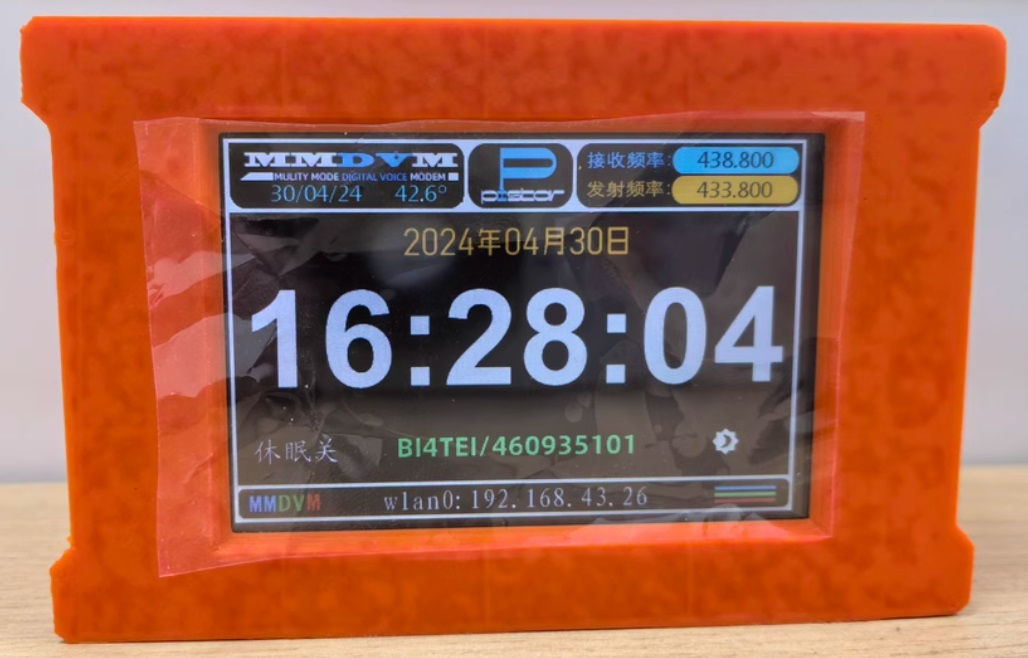 MMDVM
MULITY MODE DIGITAL VOICE MODEM
30/04/24 42.6°
pistar
接收频率: 438.800
发射频率: 433.800
2024年04月30日
16:28:04
休眠关
BI4TEI/460935101
MMDVM wlan0:192.168.43.26